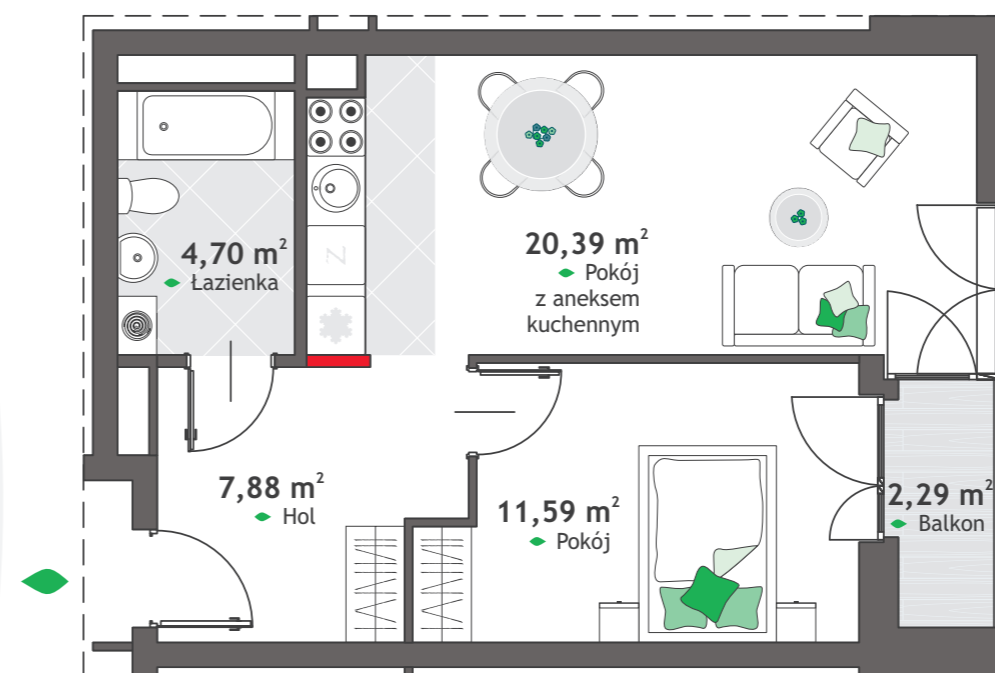 4,70 m²
Łazienka
20,39 m²
Pokój
z aneksem
kuchennym
Z
7,88 m²
Hol
11,59 m²
Pokój
2,29 m²
Balkon